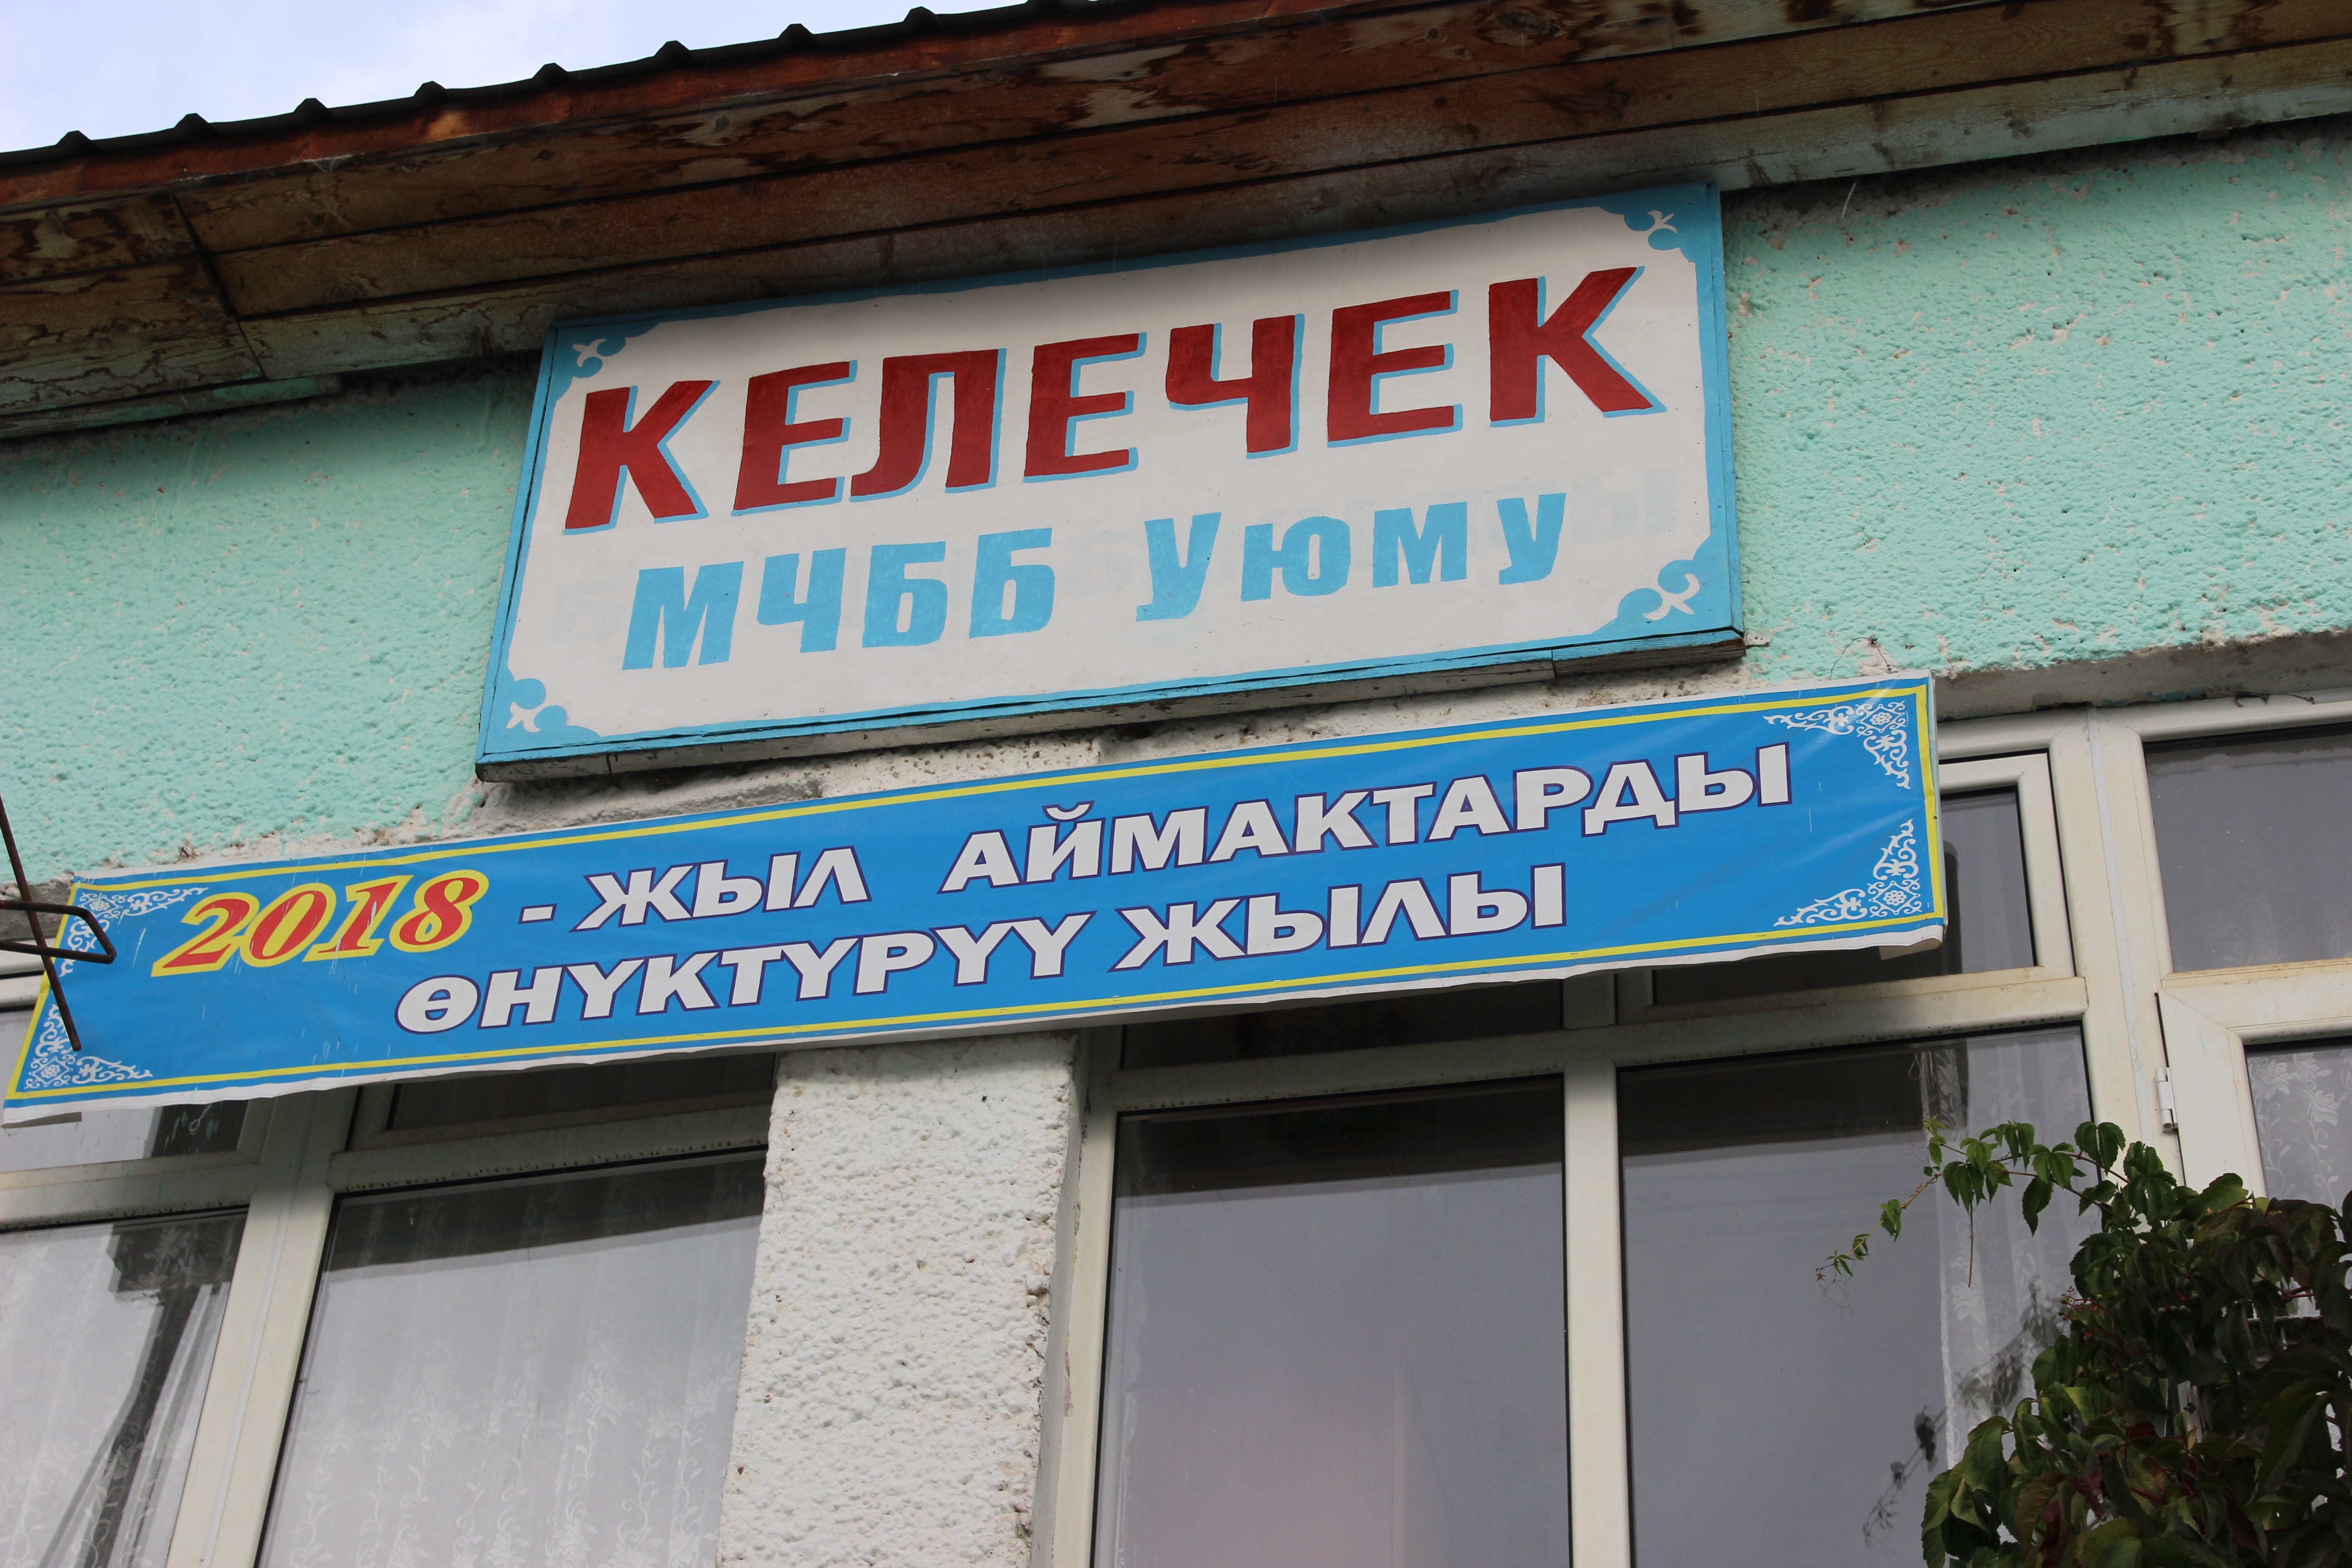 КЕЛЕЧЕК
МЧББ Уюму
2018 - ЖЫЛ АЙМАКТАРДЫ
ӨНҮКТҮРҮҮ ЖЫЛЫ